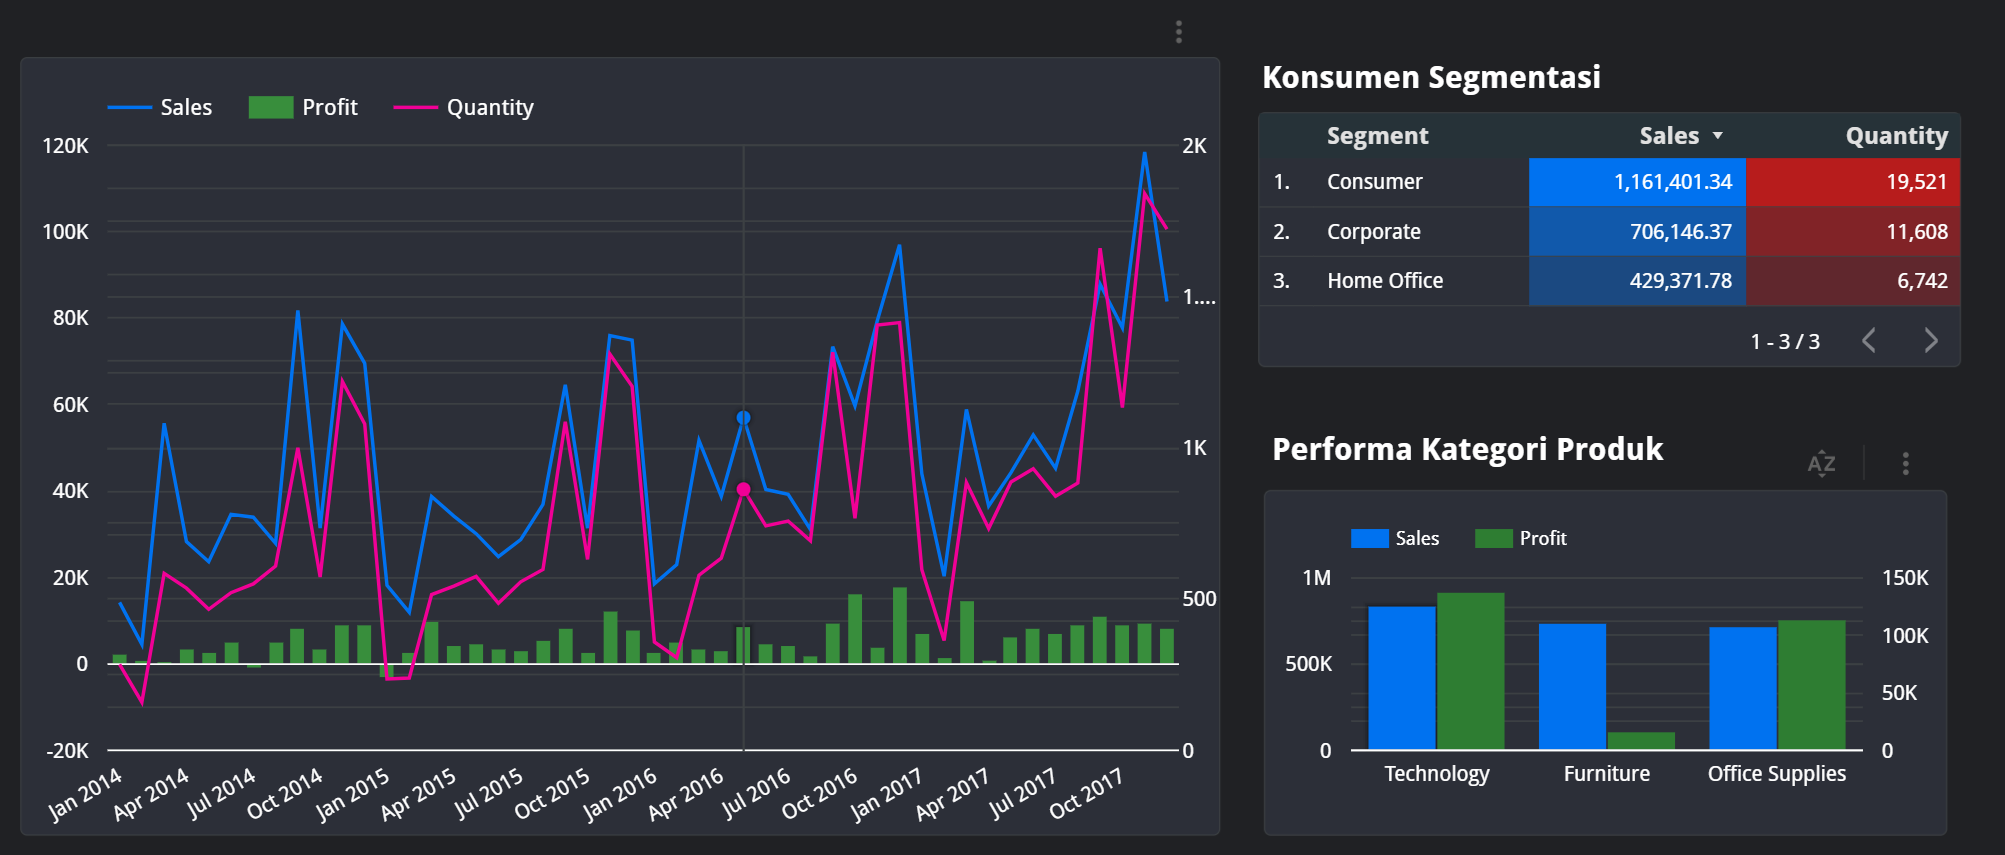 Sales Profit Quantity
120K
100K
80K
60K
40K
20K
0
-20K
2K
1....
1K
500
0
Jan 2014 Apr 2014 Jul 2014 Oct 2014 Jan 2015 Apr 2015 Jul 2015 Oct 2015 Jan 2016 Apr 2016 Jul 2016 Oct 2016 Jan 2017 Apr 2017 Jul 2017 Oct 2017
Konsumen Segmentasi
Segment Sales Quantity
1. Consumer 1,161,401.34 19,521
2. Corporate 706,146.37 11,608
3. Home Office 429,371.78 6,742
1 - 3 / 3
Performa Kategori Produk
AZ
Sales Profit
1M
500K
0
150K
100K
50K
0
Technology Furniture Office Supplies